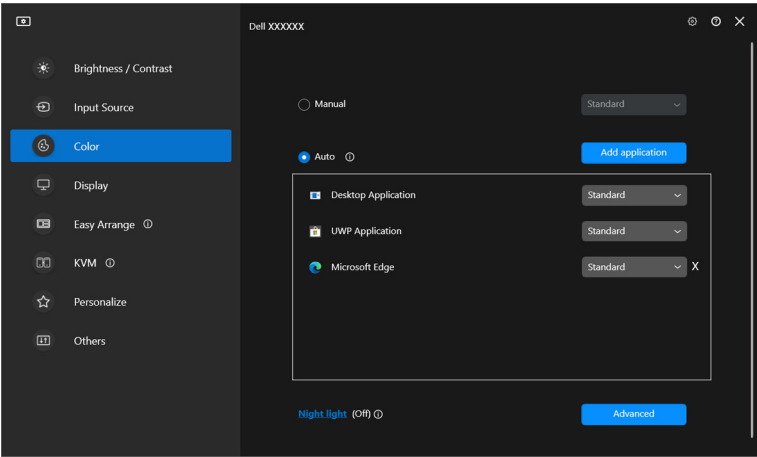 Dell XXXXXX
Brightness / Contrast
Input Source
Color
Display
Easy Arrange
KVM
Personalize
Others
Manual
Standard
Auto
Add application
Desktop Application
Standard
UWP Application
Standard
Microsoft Edge
Standard
X
Night light (Off)
Advanced